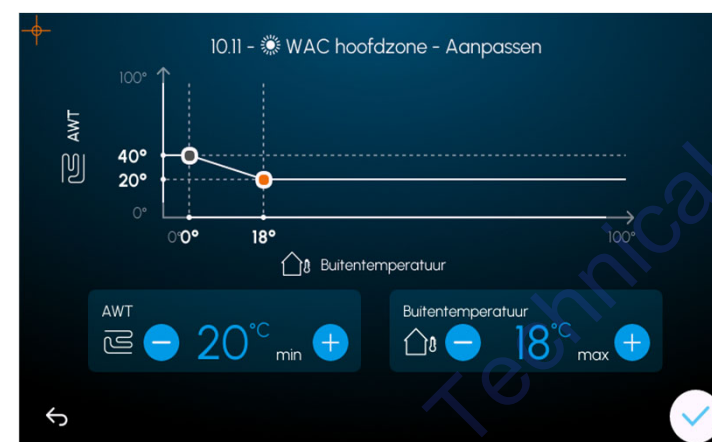 10.11 - WAC hoofdzone - Aanpassen
100°
AWT
40°
20°
0°
0° 0° 18° 100°
Buitentemperatuur
AWT
20°C min
Buitentemperatuur
18°C max
Technical